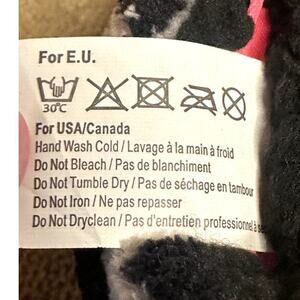 For E.U.
30°C
For USA/Canada
Hand Wash Cold / Lavage à la main à froid
Do Not Bleach / Pas de blanchiment
Do Not Tumble Dry / Pas de séchage en tambour
Do Not Iron / Ne pas repasser
Do Not Dryclean / Pas d'entretien professionnel à